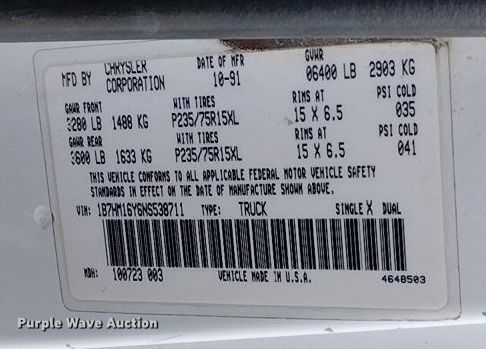 MFD BY CHRYSLER CORPORATION DATE OF MFR 10-91 GVWR 06400 LB 2903 KG
GAWR FRONT WITH TIRES RIMS AT PSI COLD
3280 LB 1488 KG P235/75R15XL 15 X 6.5 035
GAWR REAR WITH TIRES RIMS AT PSI COLD
3600 LB 1633 KG P235/75R15XL 15 X 6.5 041
THIS VEHICLE CONFORMS TO ALL APPLICABLE FEDERAL MOTOR VEHICLE SAFETY
STANDARDS IN EFFECT ON THE DATE OF MANUFACTURE SHOWN ABOVE.
VIN: 1B7HM16Y6NS538711 TYPE: TRUCK SINGLE X DUAL
MDH: 100723 003 VEHICLE MADE IN U.S.A. 4648503
Purple Wave Auction